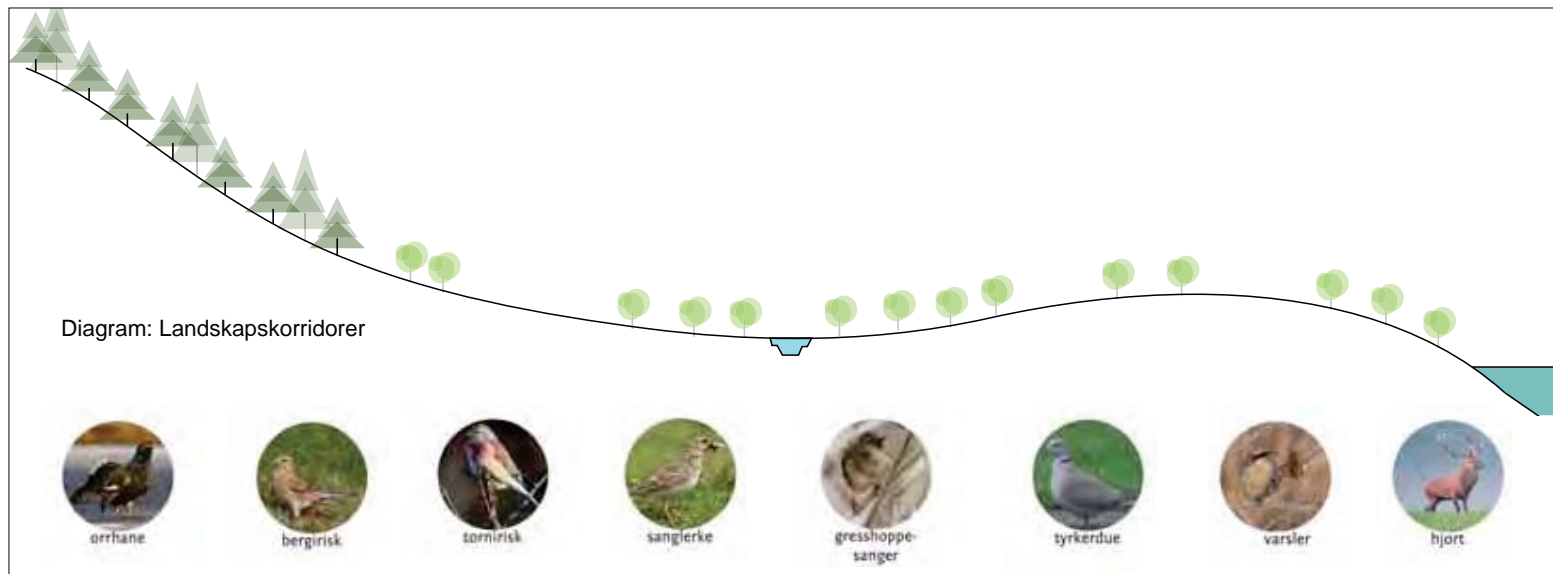 Diagram: Landskapskorridorer
orrhane
bergirisk
tornirisk
sanglerke
gresshoppe-
sanger
tyrkerdue
varsler
hjort